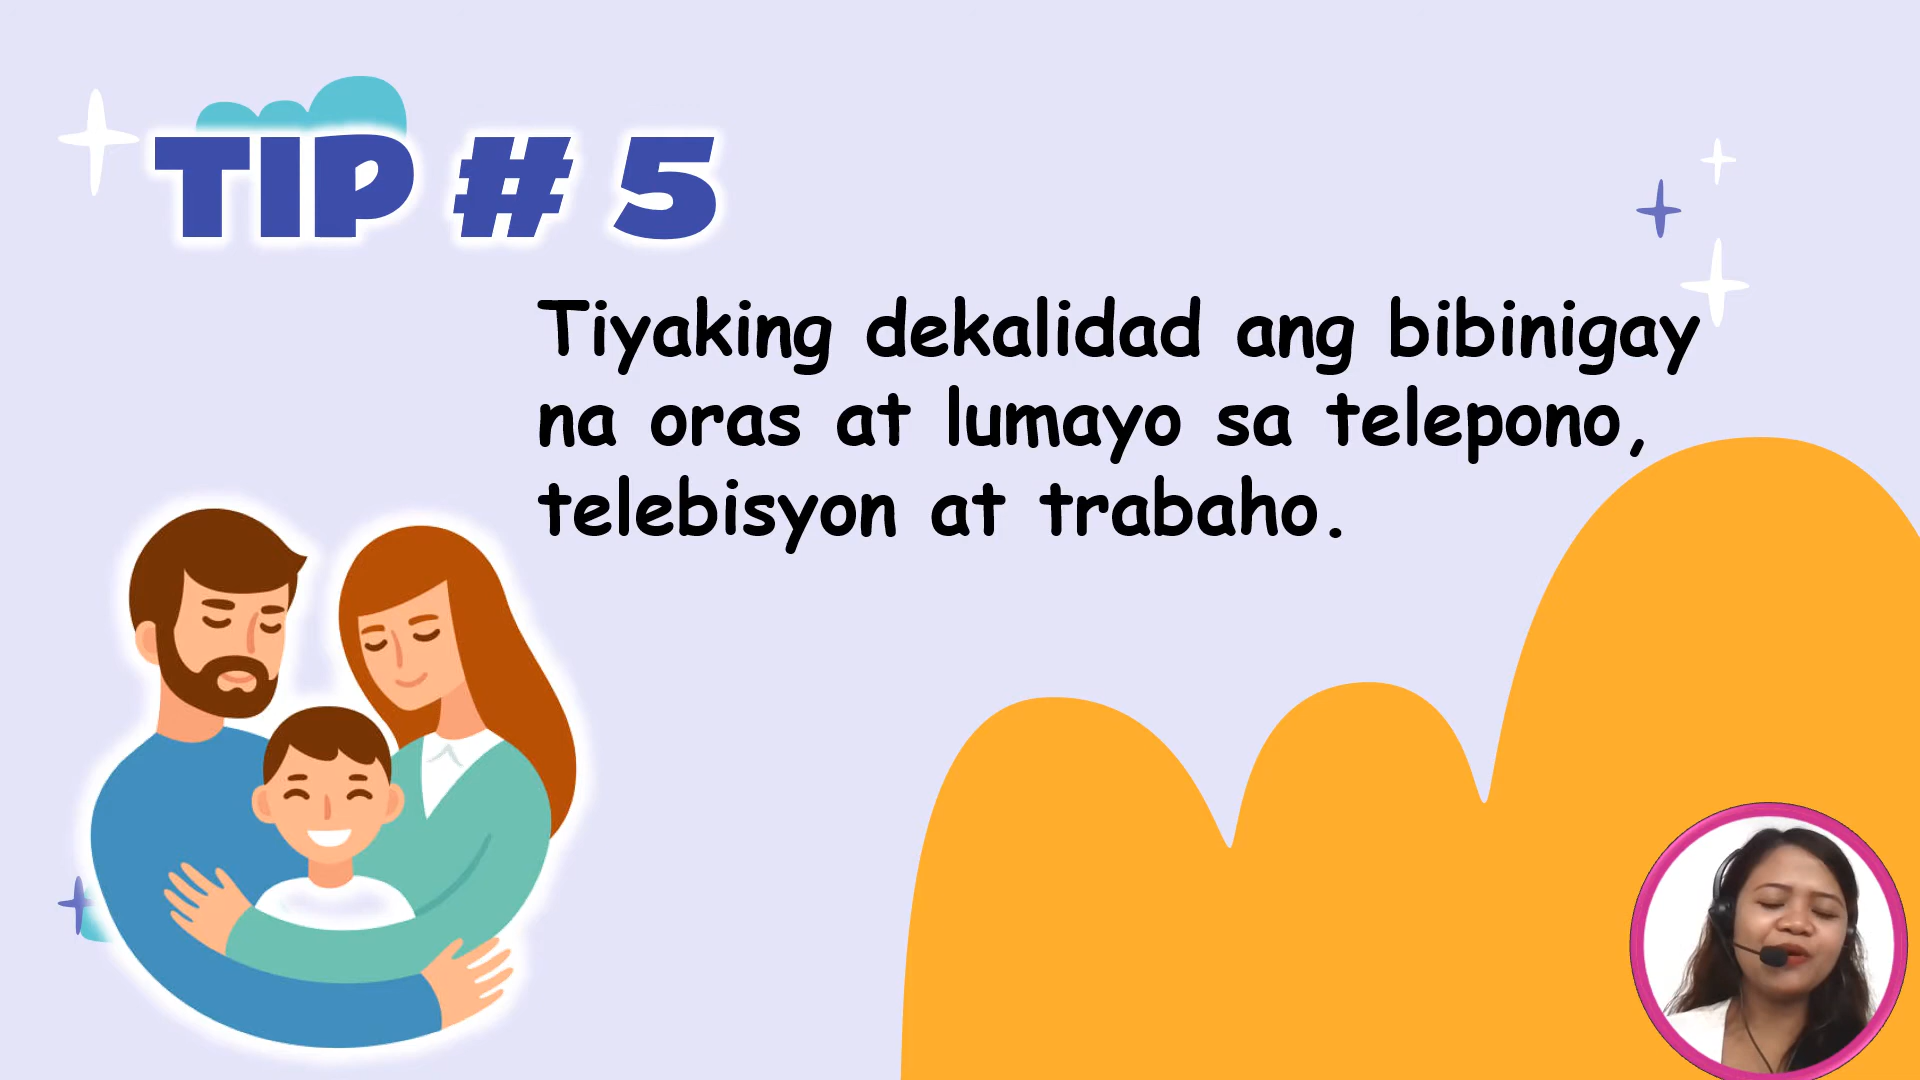 TIP # 5
Tiyaking dekalidad ang bibinigay
na oras at lumayo sa telepono,
telebisyon at trabaho.